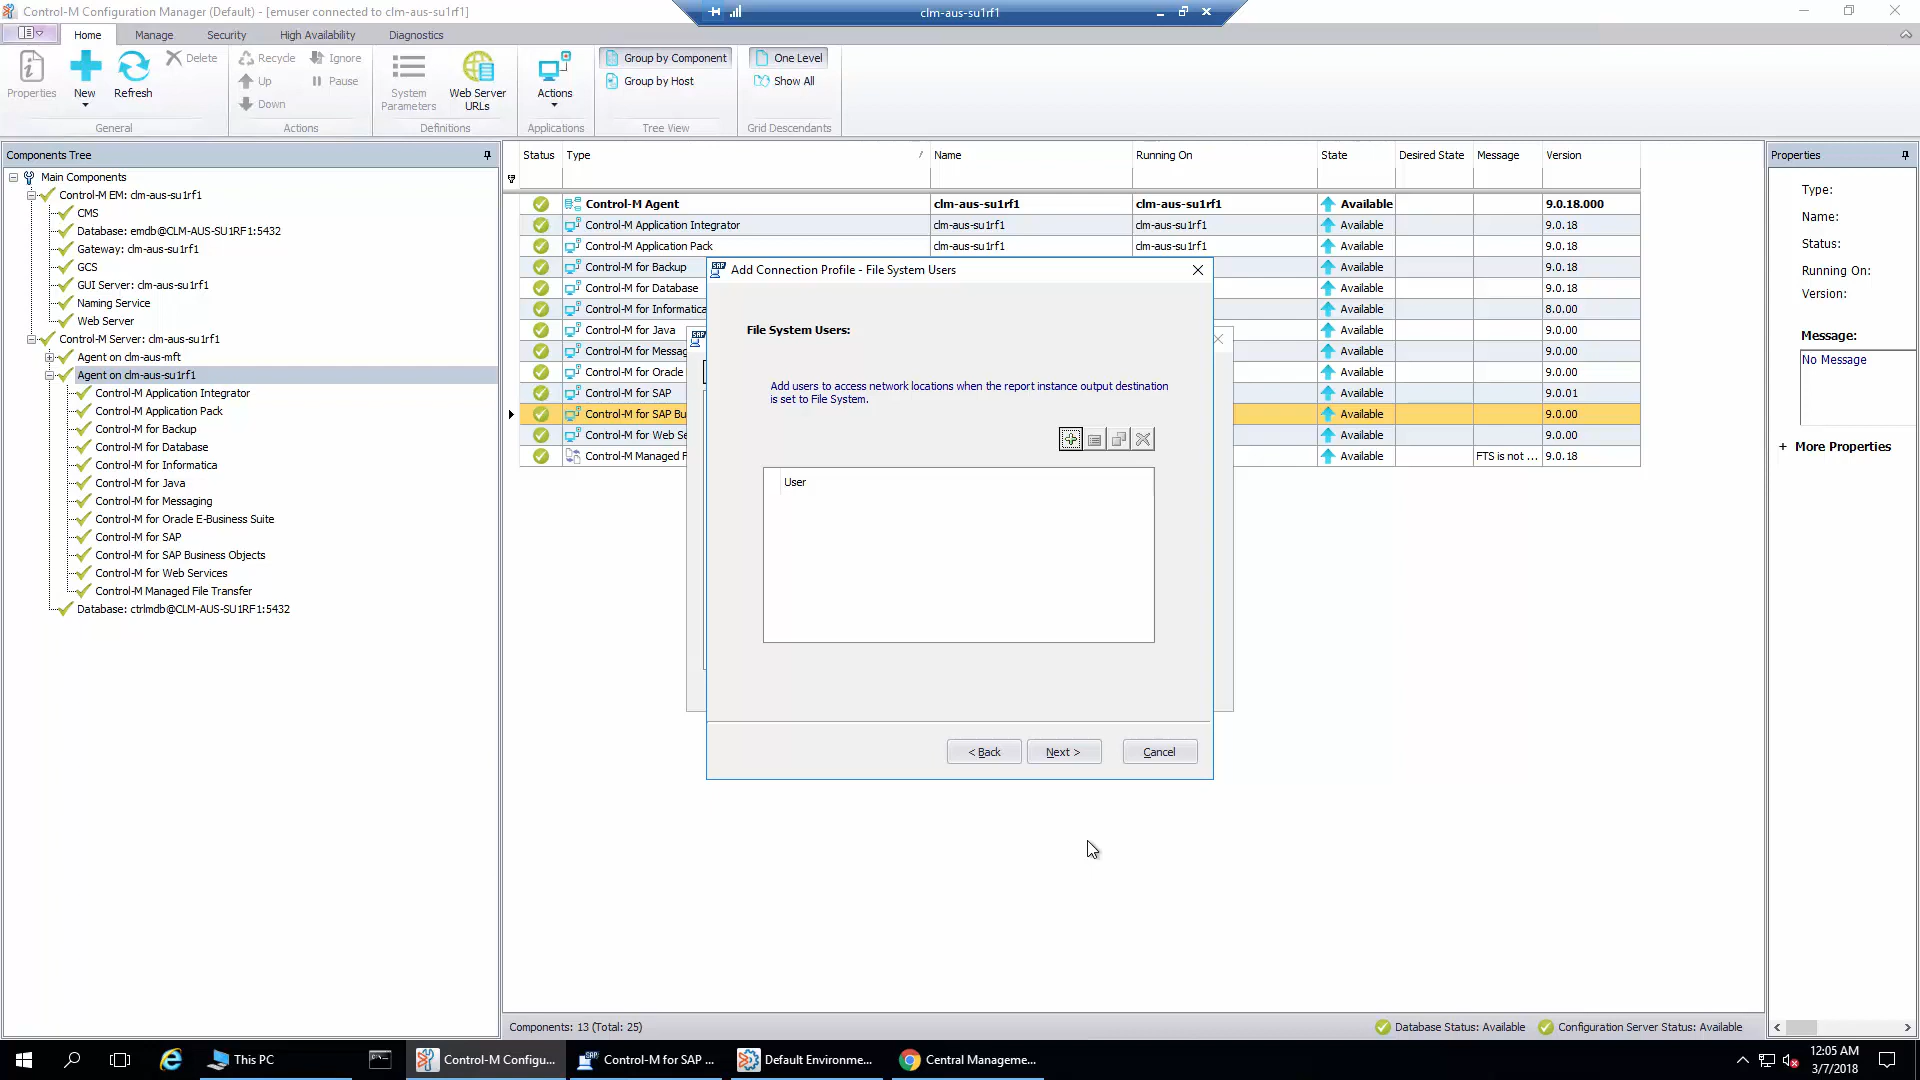 Control-M Configuration Manager (Default) - [emuser connected to clm-aus-su1rf1]
clm-aus-su1rf1
Home
Manage
Security
High Availability
Diagnostics
Properties
New
Refresh
Delete
General
Recycle
Ignore
Up
Pause
Down
Actions
System
Parameters
Web Server
URLs
Definitions
Actions
Applications
Group by Component
Group by Host
Tree View
One Level
Show All
Grid Descendants
Components Tree
Main Components
Control-M EM: clm-aus-su1rf1
CMS
Database: emdb@CLM-AUS-SU1RF1:5432
Gateway: clm-aus-su1rf1
GCS
GUI Server: clm-aus-su1rf1
Naming Service
Web Server
Control-M Server: clm-aus-su1rf1
Agent on clm-aus-mft
Agent on clm-aus-su1rf1
Control-M Application Integrator
Control-M Application Pack
Control-M for Backup
Control-M for Database
Control-M for Informatica
Control-M for Java
Control-M for Messaging
Control-M for Oracle E-Business Suite
Control-M for SAP
Control-M for SAP Business Objects
Control-M for Web Services
Control-M Managed File Transfer
Database: ctrlmdb@CLM-AUS-SU1RF1:5432
Status Type Name Running On State Desired State Message Version
Control-M Agent clm-aus-su1rf1 clm-aus-su1rf1 Available 9.0.18.000
Control-M Application Integrator clm-aus-su1rf1 clm-aus-su1rf1 Available 9.0.18
Control-M Application Pack clm-aus-su1rf1 clm-aus-su1rf1 Available 9.0.18
Control-M for Backup Available 9.0.18
Control-M for Database Available 9.0.18
Control-M for Informatica Available 8.0.00
Control-M for Java Available 9.0.00
Control-M for Messag Available 9.0.00
Control-M for Oracle Available 9.0.00
Control-M for SAP Available 9.0.01
Control-M for SAP Bu Available 9.0.00
Control-M for Web Se Available 9.0.00
Control-M Managed F Available FTS is not ... 9.0.18
Add Connection Profile - File System Users
File System Users:
Add users to access network locations when the report instance output destination
is set to File System.
User
< Back
Next >
Cancel
Properties
Type:
Name:
Status:
Running On:
Version:
Message:
No Message
+ More Properties
Components: 13 (Total: 25)
Database Status: Available
Configuration Server Status: Available
This PC
Control-M Configu...
Control-M for SAP ...
Default Environme...
Central Manageme...
12:05 AM
3/7/2018